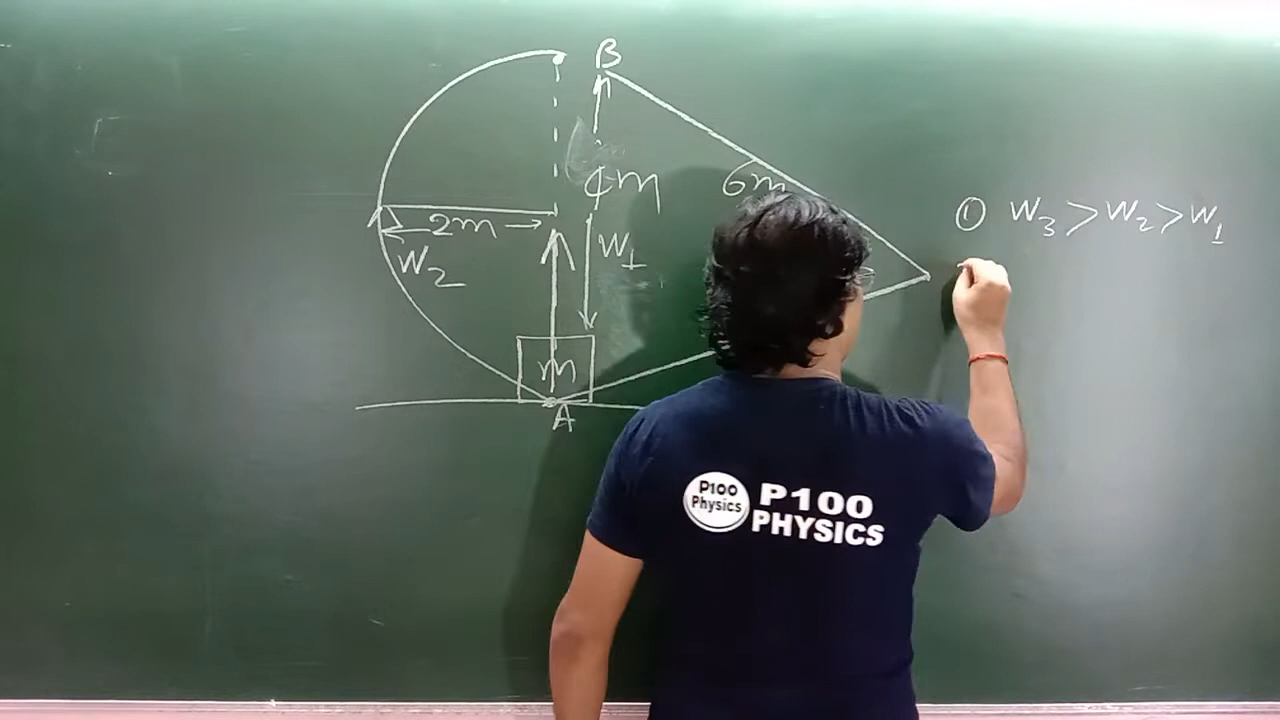 B
4m
6m
2m
W₁
W₂
m
A
① W₃ > W₂ > W₁
P100
Physics
P100
PHYSICS